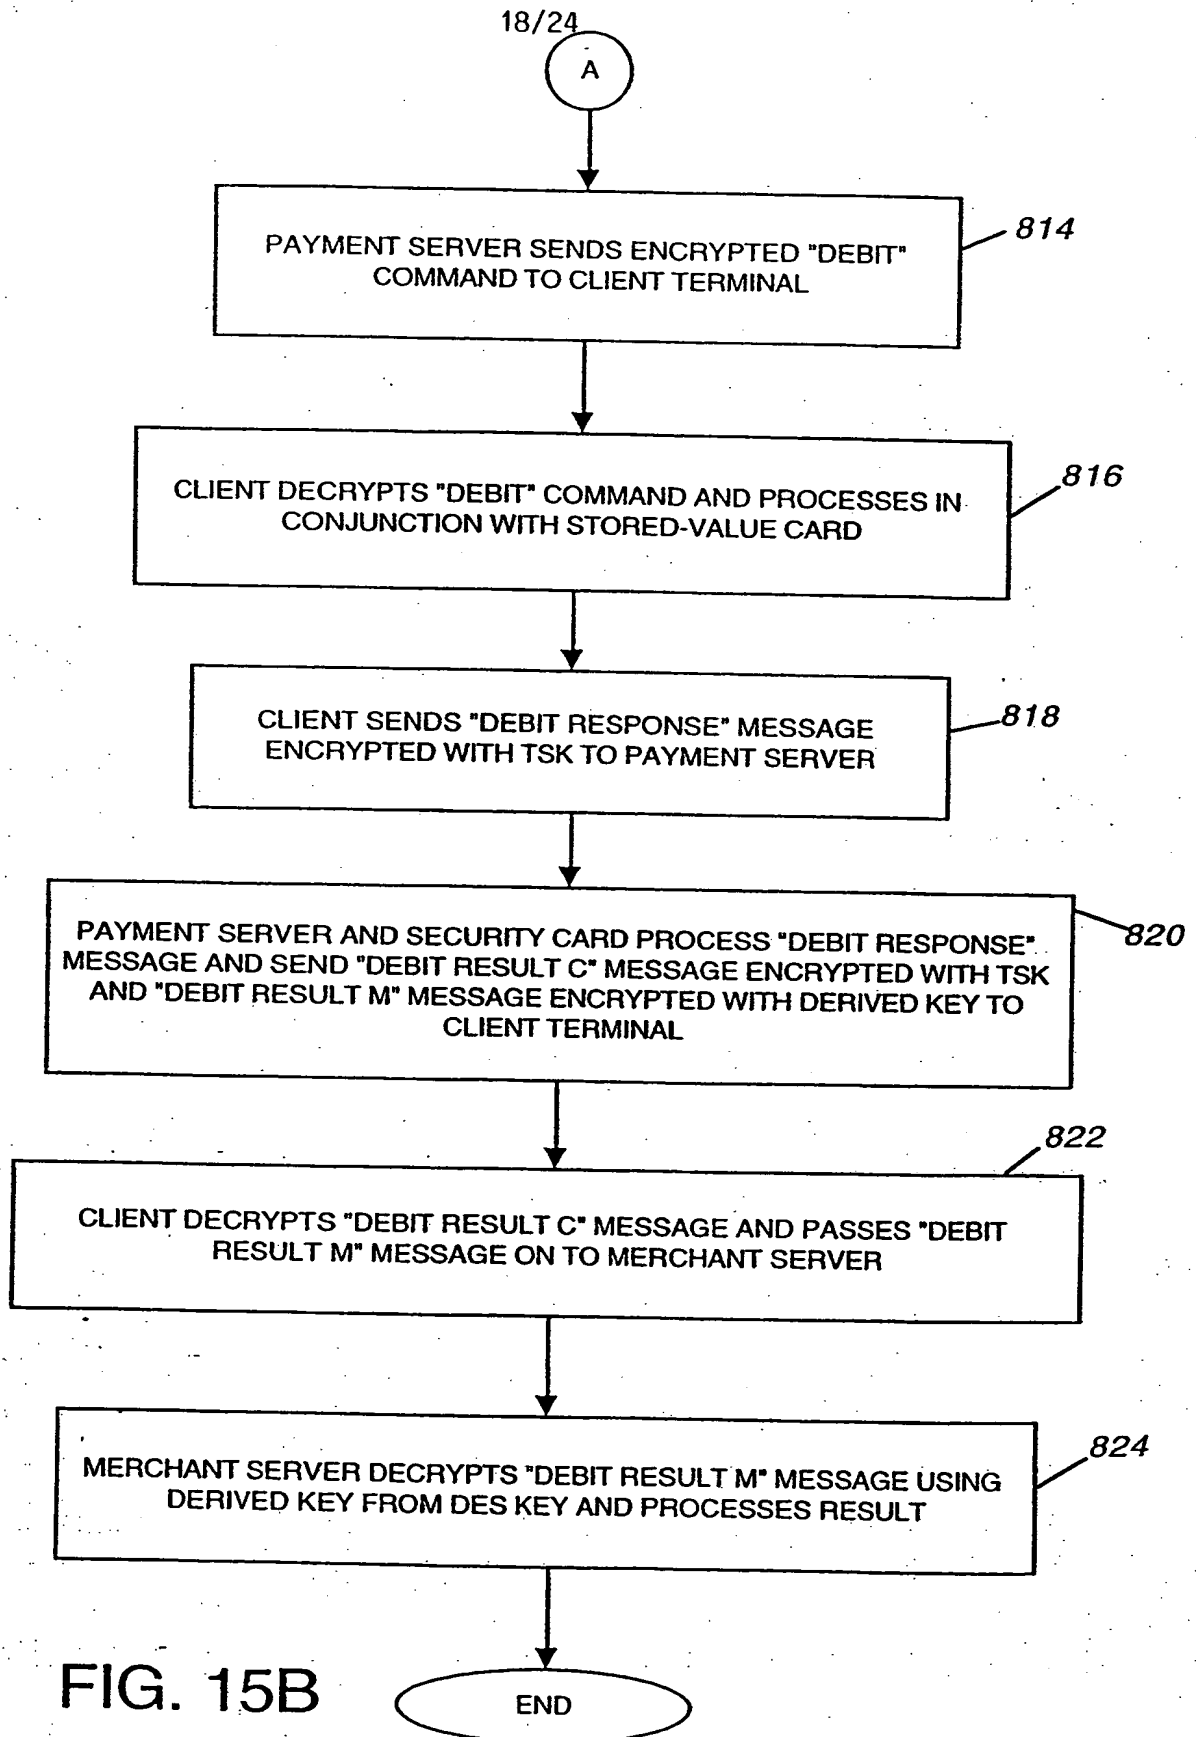 18/24
A
PAYMENT SERVER SENDS ENCRYPTED "DEBIT"
COMMAND TO CLIENT TERMINAL
814
CLIENT DECRYPTS "DEBIT" COMMAND AND PROCESSES IN
CONJUNCTION WITH STORED-VALUE CARD
816
CLIENT SENDS "DEBIT RESPONSE" MESSAGE
ENCRYPTED WITH TSK TO PAYMENT SERVER
818
PAYMENT SERVER AND SECURITY CARD PROCESS "DEBIT RESPONSE"
MESSAGE AND SEND "DEBIT RESULT C" MESSAGE ENCRYPTED WITH TSK
AND "DEBIT RESULT M" MESSAGE ENCRYPTED WITH DERIVED KEY TO
CLIENT TERMINAL
820
822
CLIENT DECRYPTS "DEBIT RESULT C" MESSAGE AND PASSES "DEBIT
RESULT M" MESSAGE ON TO MERCHANT SERVER
824
MERCHANT SERVER DECRYPTS "DEBIT RESULT M" MESSAGE USING
DERIVED KEY FROM DES KEY AND PROCESSES RESULT
FIG. 15B
END